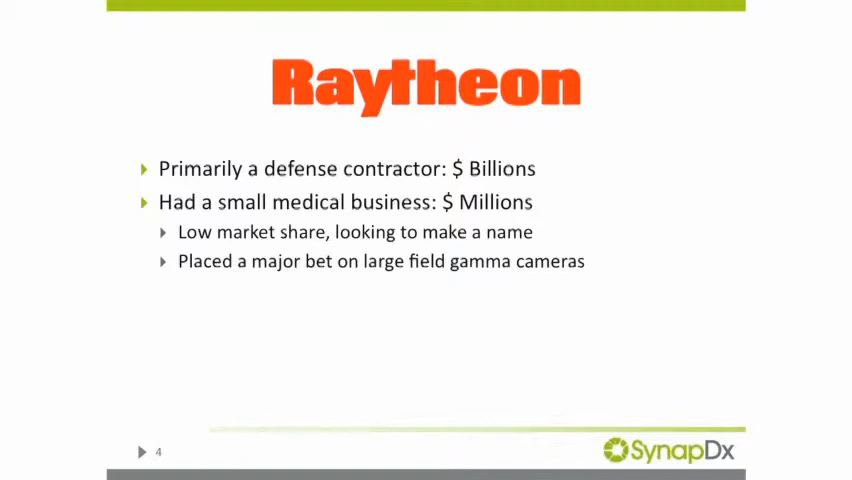 Raytheon
Primarily a defense contractor: $ Billions
Had a small medical business: $ Millions
Low market share, looking to make a name
Placed a major bet on large field gamma cameras
4
SynapDx